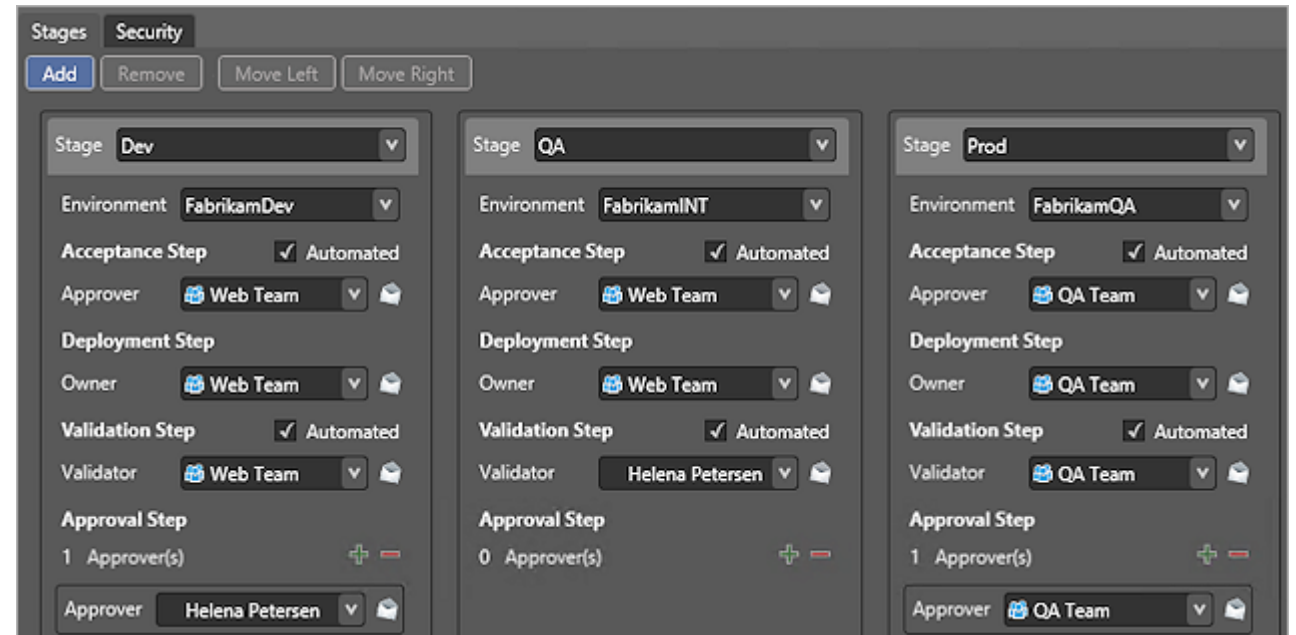 Stages Security
Add Remove Move Left Move Right
Stage Dev
Environment FabrikamDev
Acceptance Step Automated
Approver Web Team
Deployment Step
Owner Web Team
Validation Step Automated
Validator Web Team
Approval Step
1 Approver(s)
Approver Helena Petersen
Stage QA
Environment FabrikamINT
Acceptance Step Automated
Approver Web Team
Deployment Step
Owner Web Team
Validation Step Automated
Validator Helena Petersen
Approval Step
0 Approver(s)
Stage Prod
Environment FabrikamQA
Acceptance Step Automated
Approver QA Team
Deployment Step
Owner QA Team
Validation Step Automated
Validator QA Team
Approval Step
1 Approver(s)
Approver QA Team